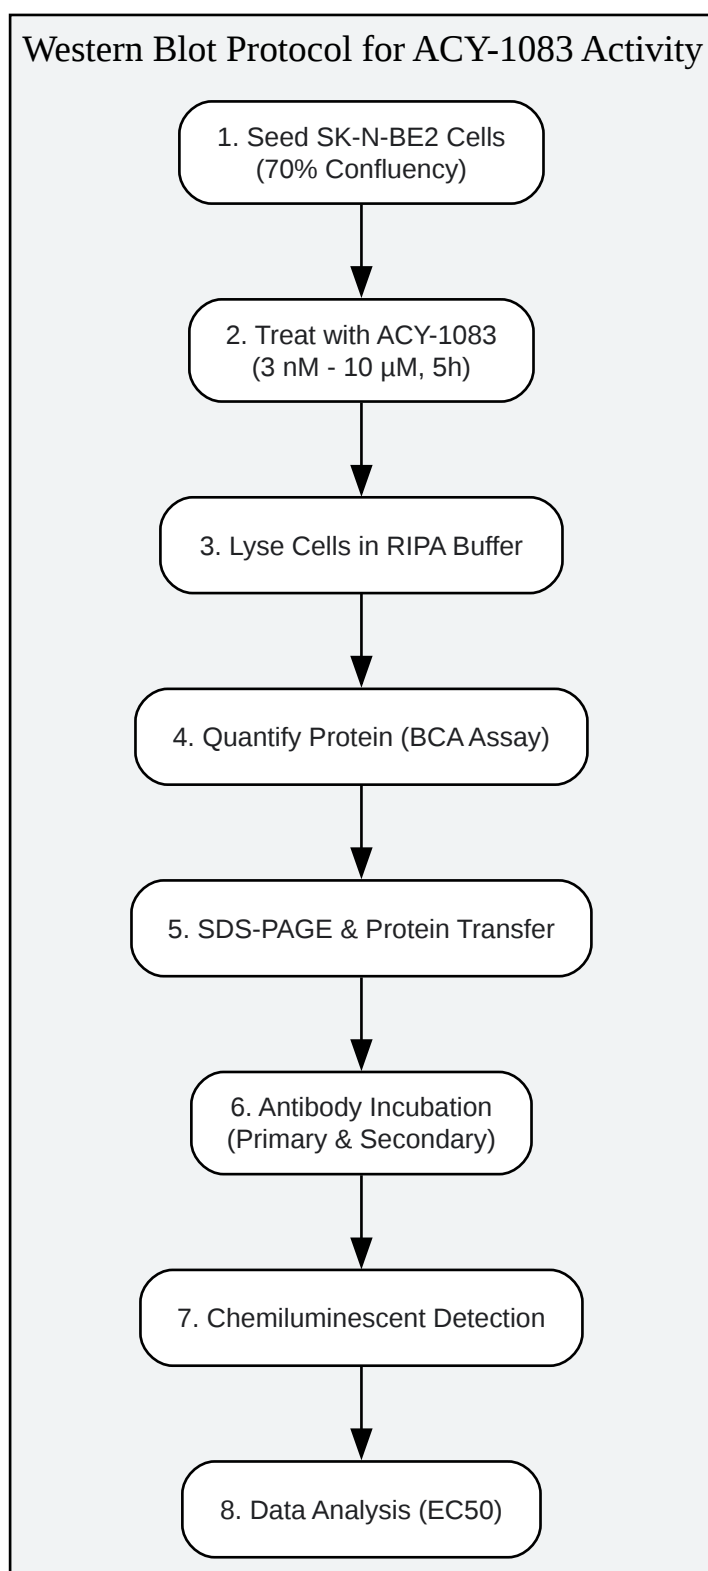 Western Blot Protocol for ACY-1083 Activity
1. Seed SK-N-BE2 Cells
(70% Confluency)
2. Treat with ACY-1083
(3 nM - 10 µM, 5h)
3. Lyse Cells in RIPA Buffer
4. Quantify Protein (BCA Assay)
5. SDS-PAGE & Protein Transfer
6. Antibody Incubation
(Primary & Secondary)
7. Chemiluminescent Detection
8. Data Analysis (EC50)